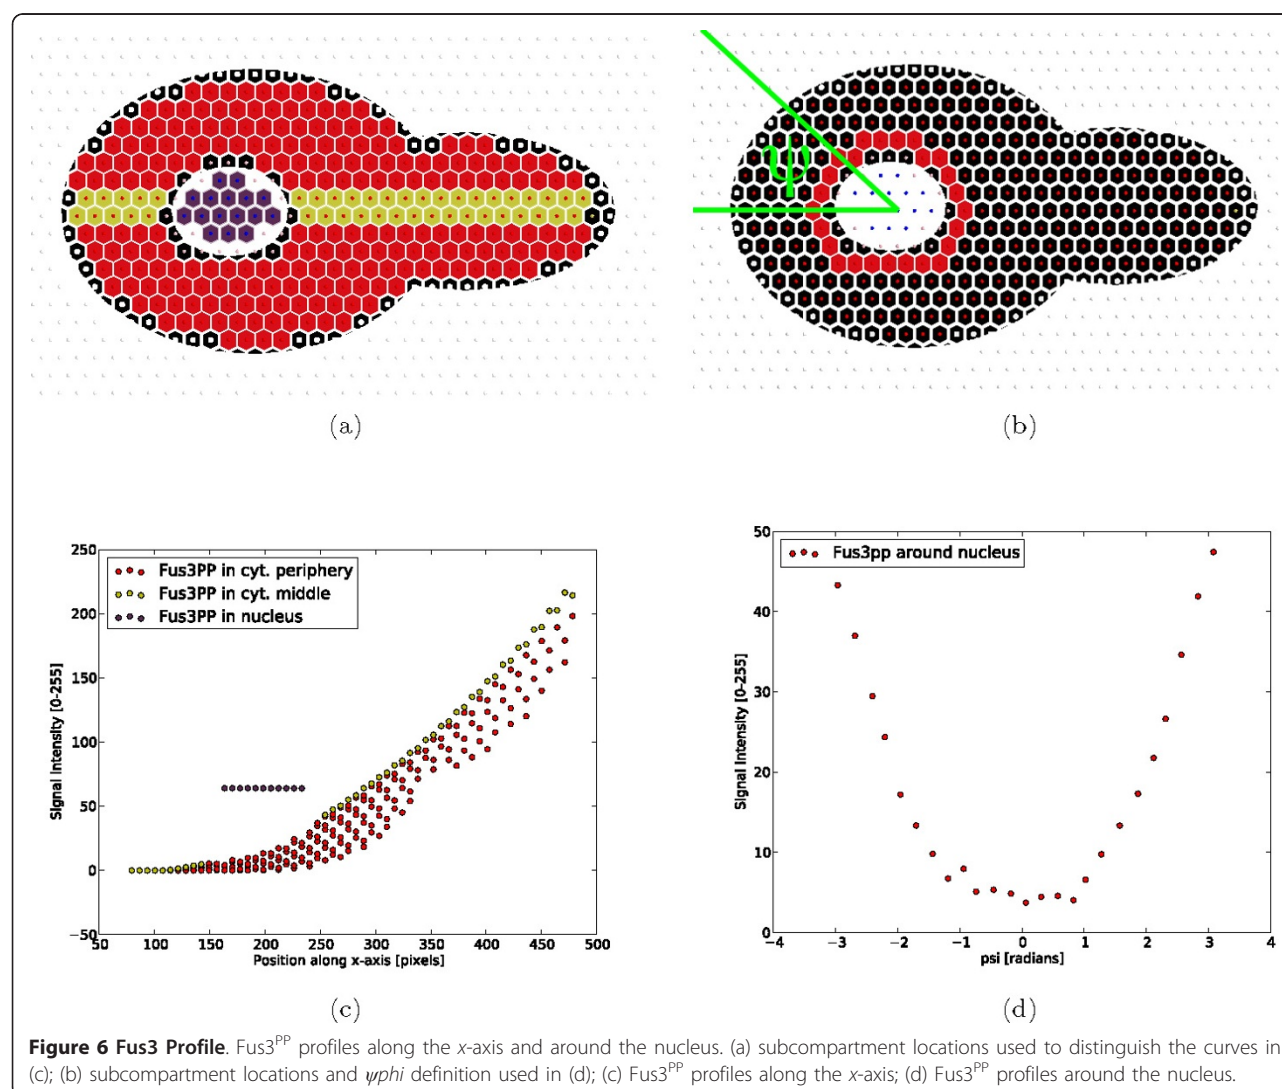 ψ
(a)
(b)
250
200
150
100
50
0
−50
Signal Intensity [0-255]
Fus3PP in cyt. periphery
Fus3PP in cyt. middle
Fus3PP in nucleus
50 100 150 200 250 300 350 400 450 500
Position along x-axis [pixels]
(c)
50
40
30
20
10
0
Signal Intensity [0-255]
Fus3pp around nucleus
−4 −3 −2 −1 0 1 2 3 4
psi [radians]
(d)
Figure 6 Fus3 Profile. Fus3PP profiles along the x-axis and around the nucleus. (a) subcompartment locations used to distinguish the curves in
(c); (b) subcompartment locations and ψphi definition used in (d); (c) Fus3PP profiles along the x-axis; (d) Fus3PP profiles around the nucleus.